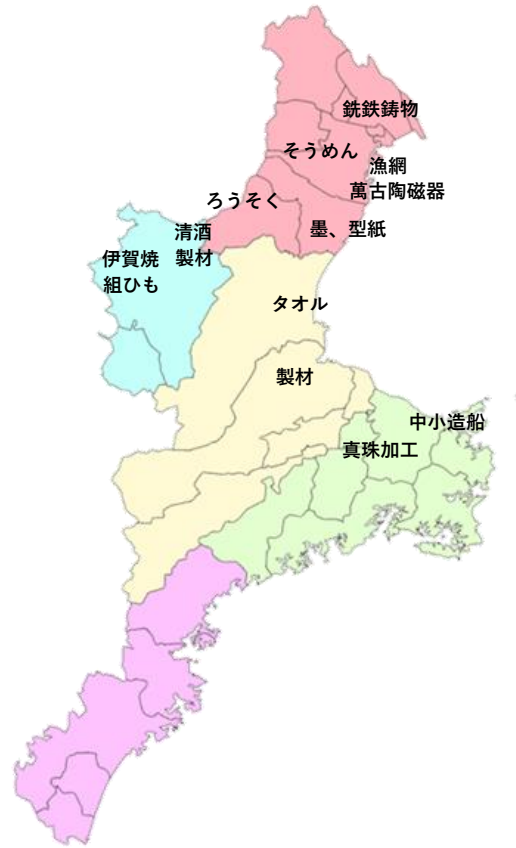 銑鉄鋳物
そうめん
漁網
萬古陶磁器
ろうそく
墨、型紙
清酒
製材
伊賀焼
組ひも
タオル
製材
中小造船
真珠加工